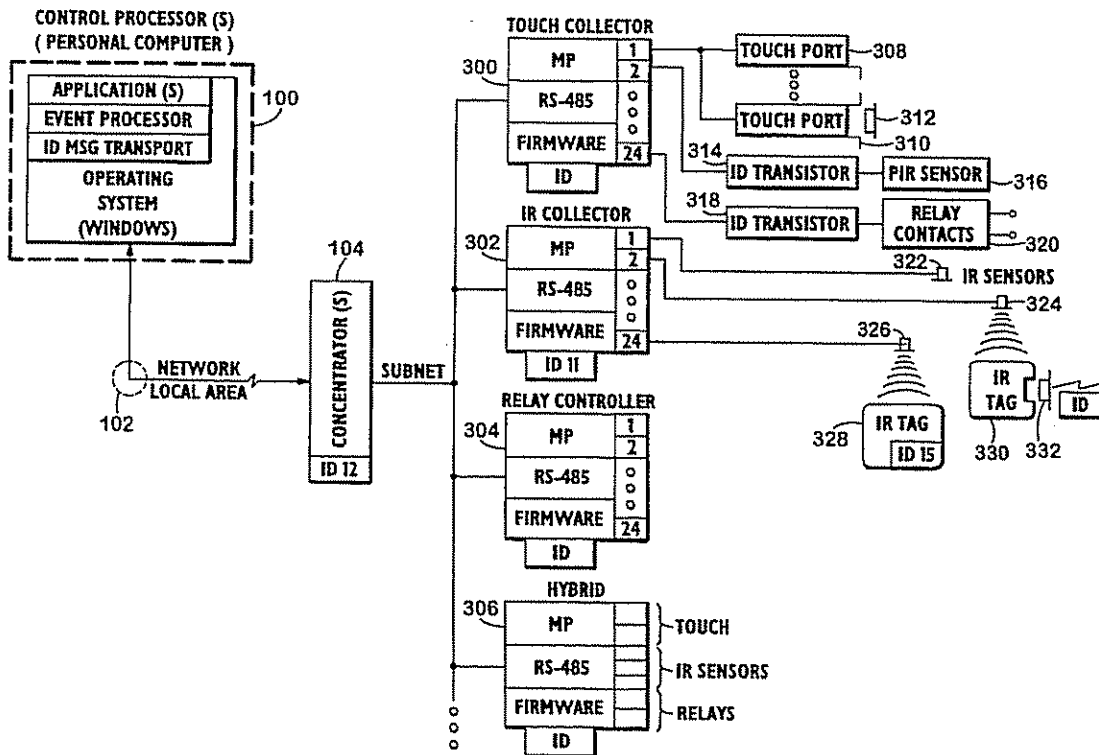 CONTROL PROCESSOR (S)
( PERSONAL COMPUTER )
100
APPLICATION (S)
EVENT PROCESSOR
ID MSG TRANSPORT
OPERATING
SYSTEM
(WINDOWS)
102
NETWORK
LOCAL AREA
104
CONCENTRATOR (S)
ID 12
SUBNET
TOUCH COLLECTOR
300
MP
RS-485
FIRMWARE
ID
1
2
24
TOUCH PORT
308
TOUCH PORT
312
310
314
ID TRANSISTOR
PIR SENSOR
316
318
ID TRANSISTOR
RELAY
CONTACTS
320
IR COLLECTOR
302
MP
RS-485
FIRMWARE
ID 11
1
2
24
322
IR SENSORS
324
326
IR TAG
ID 15
328
IR
TAG
330
332
ID
RELAY CONTROLLER
304
MP
RS-485
FIRMWARE
ID
1
2
24
HYBRID
306
MP
RS-485
FIRMWARE
ID
TOUCH
IR SENSORS
RELAYS